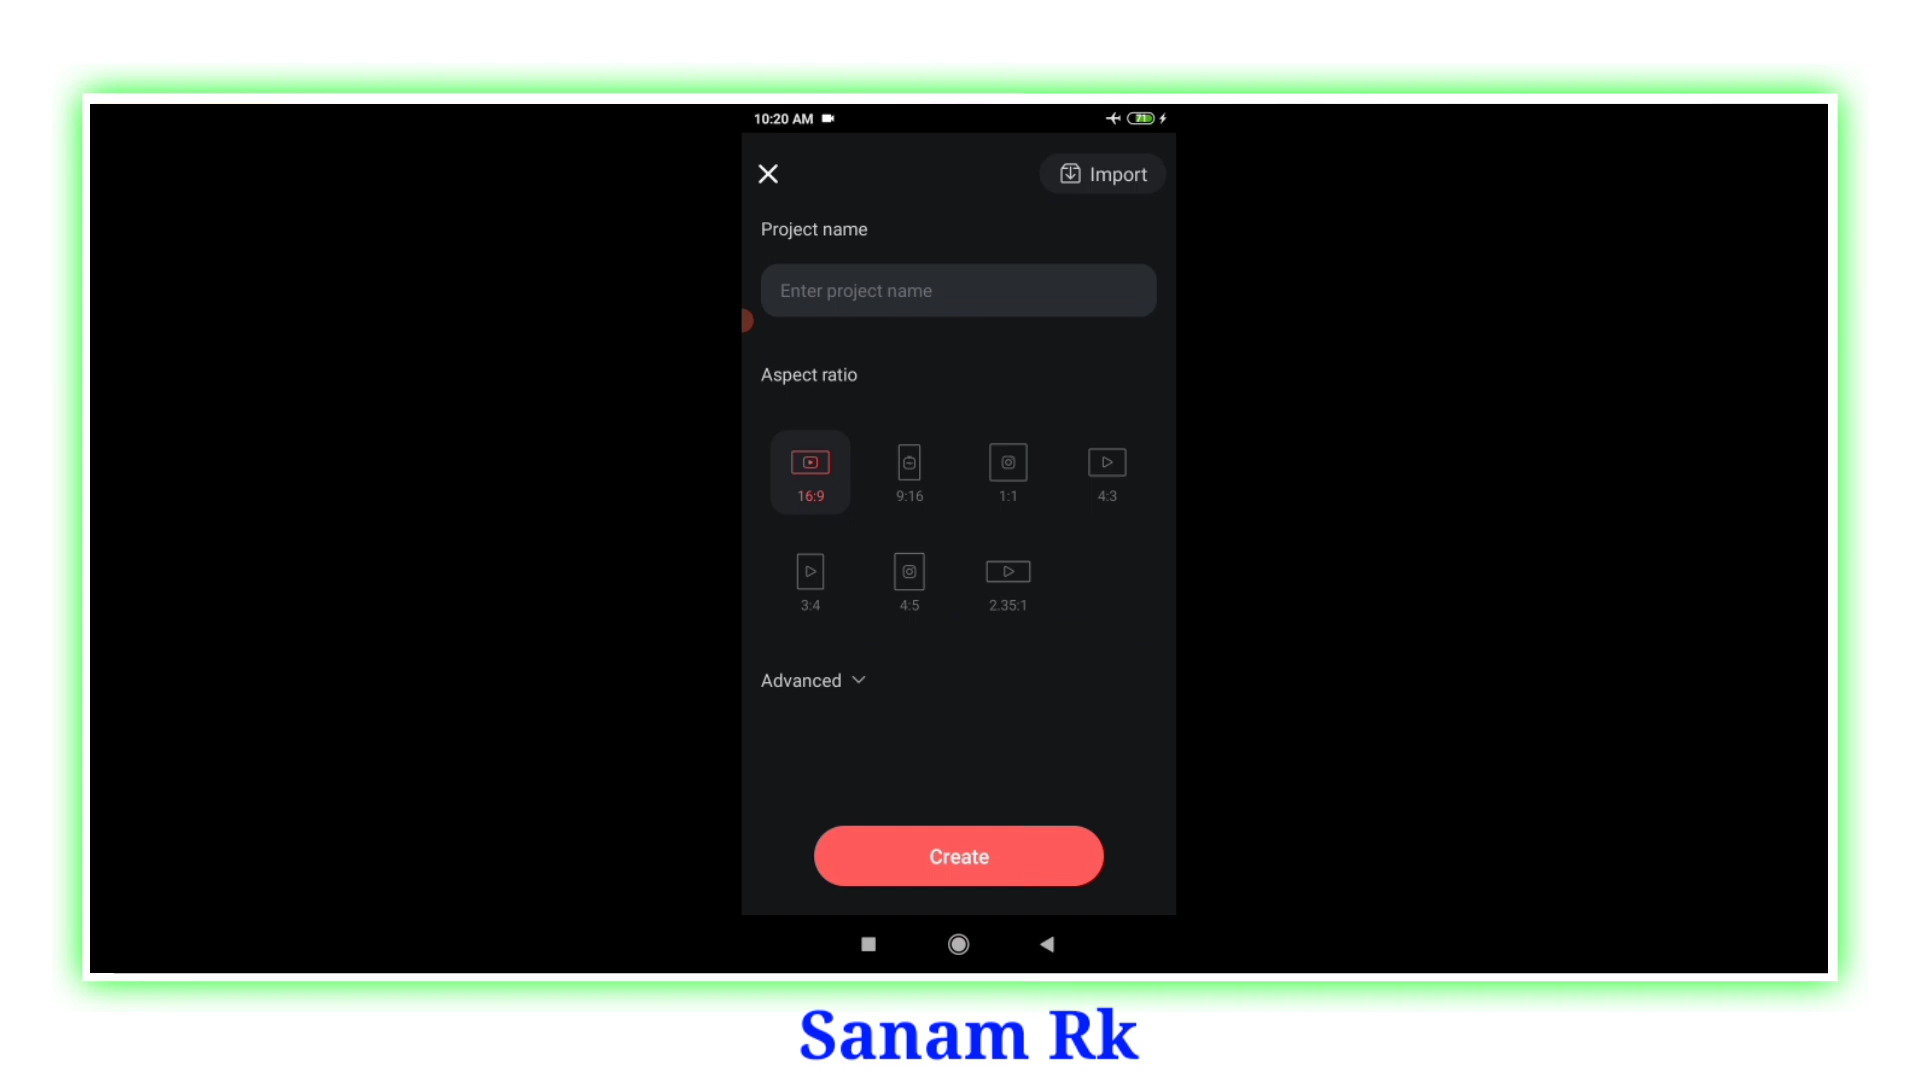 10:20 AM
71
Import
Project name
Enter project name
Aspect ratio
16:9 9:16 1:1 4:3
3:4 4:5 2.35:1
Advanced
Create
Sanam Rk